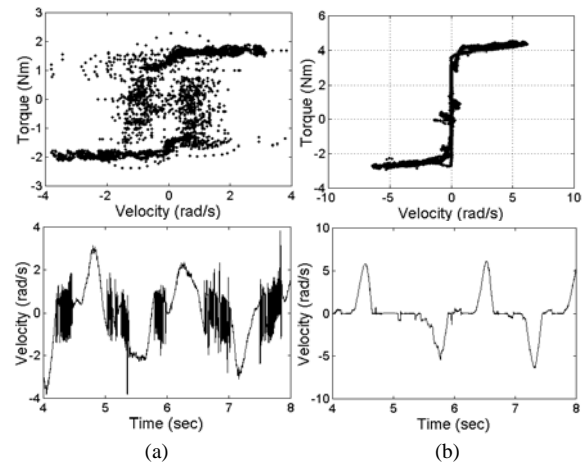 3
2
1
0
-1
-2
-3
-4 -2 0 2 4
Torque (Nm)
Velocity (rad/s)
6
4
2
0
-2
-4
-10 -5 0 5 10
Torque (Nm)
Velocity (rad/s)
4
2
0
-2
-4
4 5 6 7 8
Velocity (rad/s)
Time (sec)
10
5
0
-5
-10
4 5 6 7 8
Velocity (rad/s)
Time (sec)
(a)
(b)